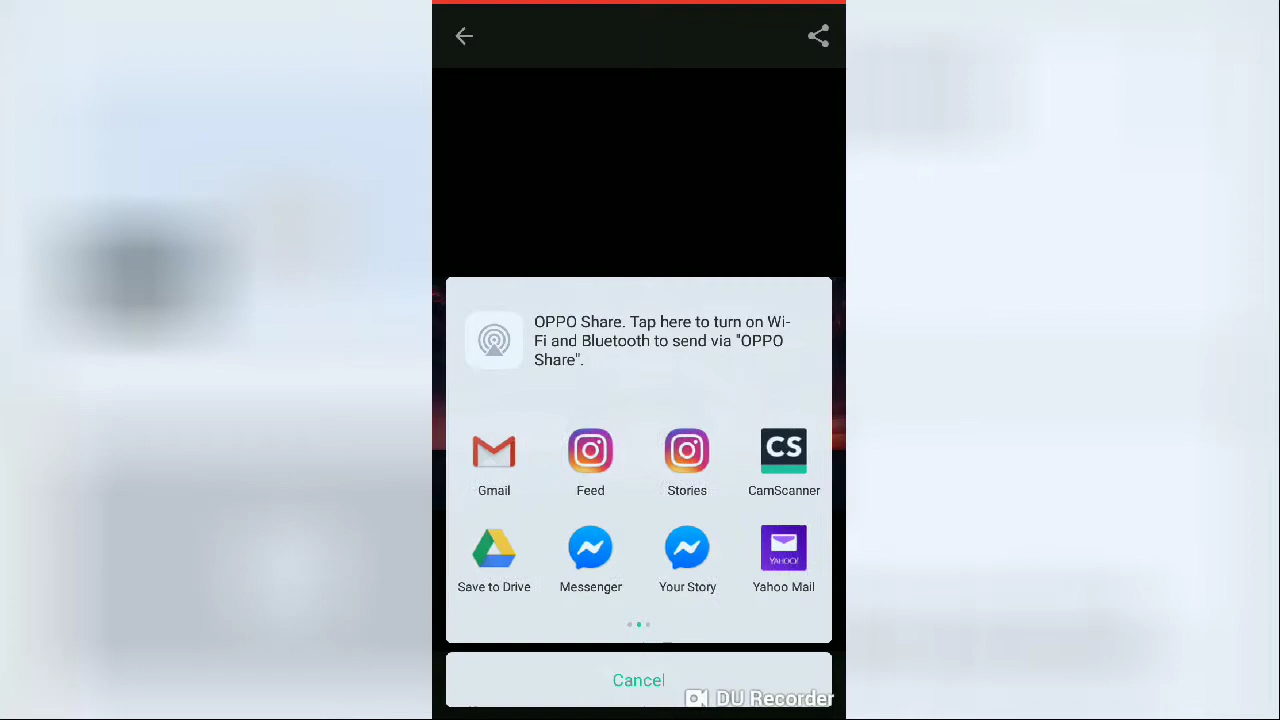 OPPO Share. Tap here to turn on Wi-
Fi and Bluetooth to send via "OPPO
Share".
CS
Gmail
Feed
Stories
CamScanner
YAHOO!
Save to Drive
Messenger
Your Story
Yahoo Mail
Cancel
DU Recorder